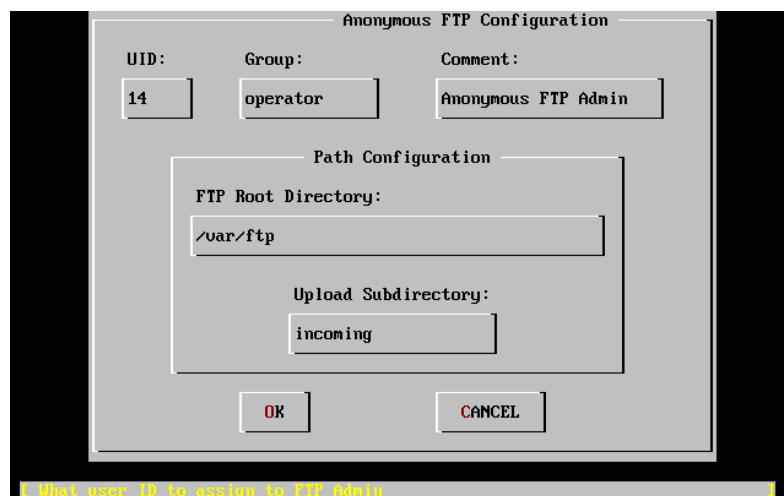 Anonymous FTP Configuration
UID: Group: Comment:
14 operator Anonymous FTP Admin
Path Configuration
FTP Root Directory:
/var/ftp
Upload Subdirectory:
incoming
OK CANCEL
[ What user ID to assign to FTP Admin ]